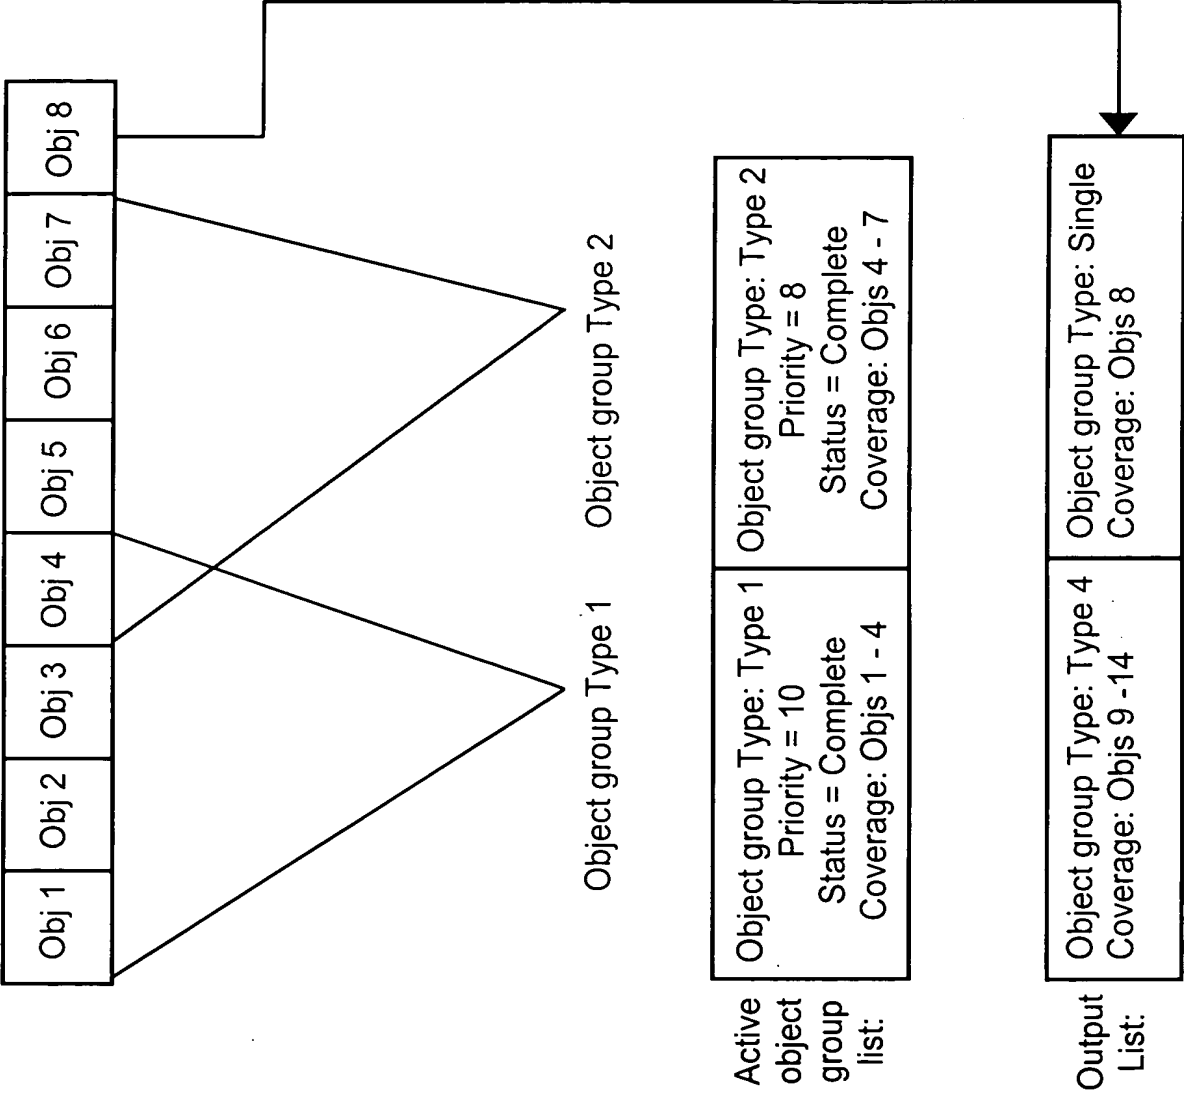 Obj 1
Obj 2
Obj 3
Obj 4
Obj 5
Obj 6
Obj 7
Obj 8
Object group Type 1
Object group Type 2
Active
object
group
list:
Object group Type: Type 1
Priority = 10
Status = Complete
Coverage: Objs 1 - 4
Object group Type: Type 2
Priority = 8
Status = Complete
Coverage: Objs 4 - 7
Output
List:
Object group Type: Type 4
Coverage: Objs 9 -14
Object group Type: Single
Coverage: Objs 8